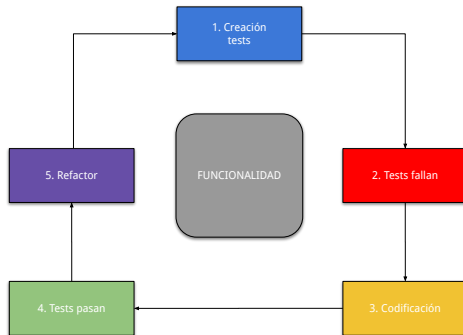 1. Creación
tests
5. Refactor
FUNCIONALIDAD
2. Tests fallan
4. Tests pasan
3. Codificación